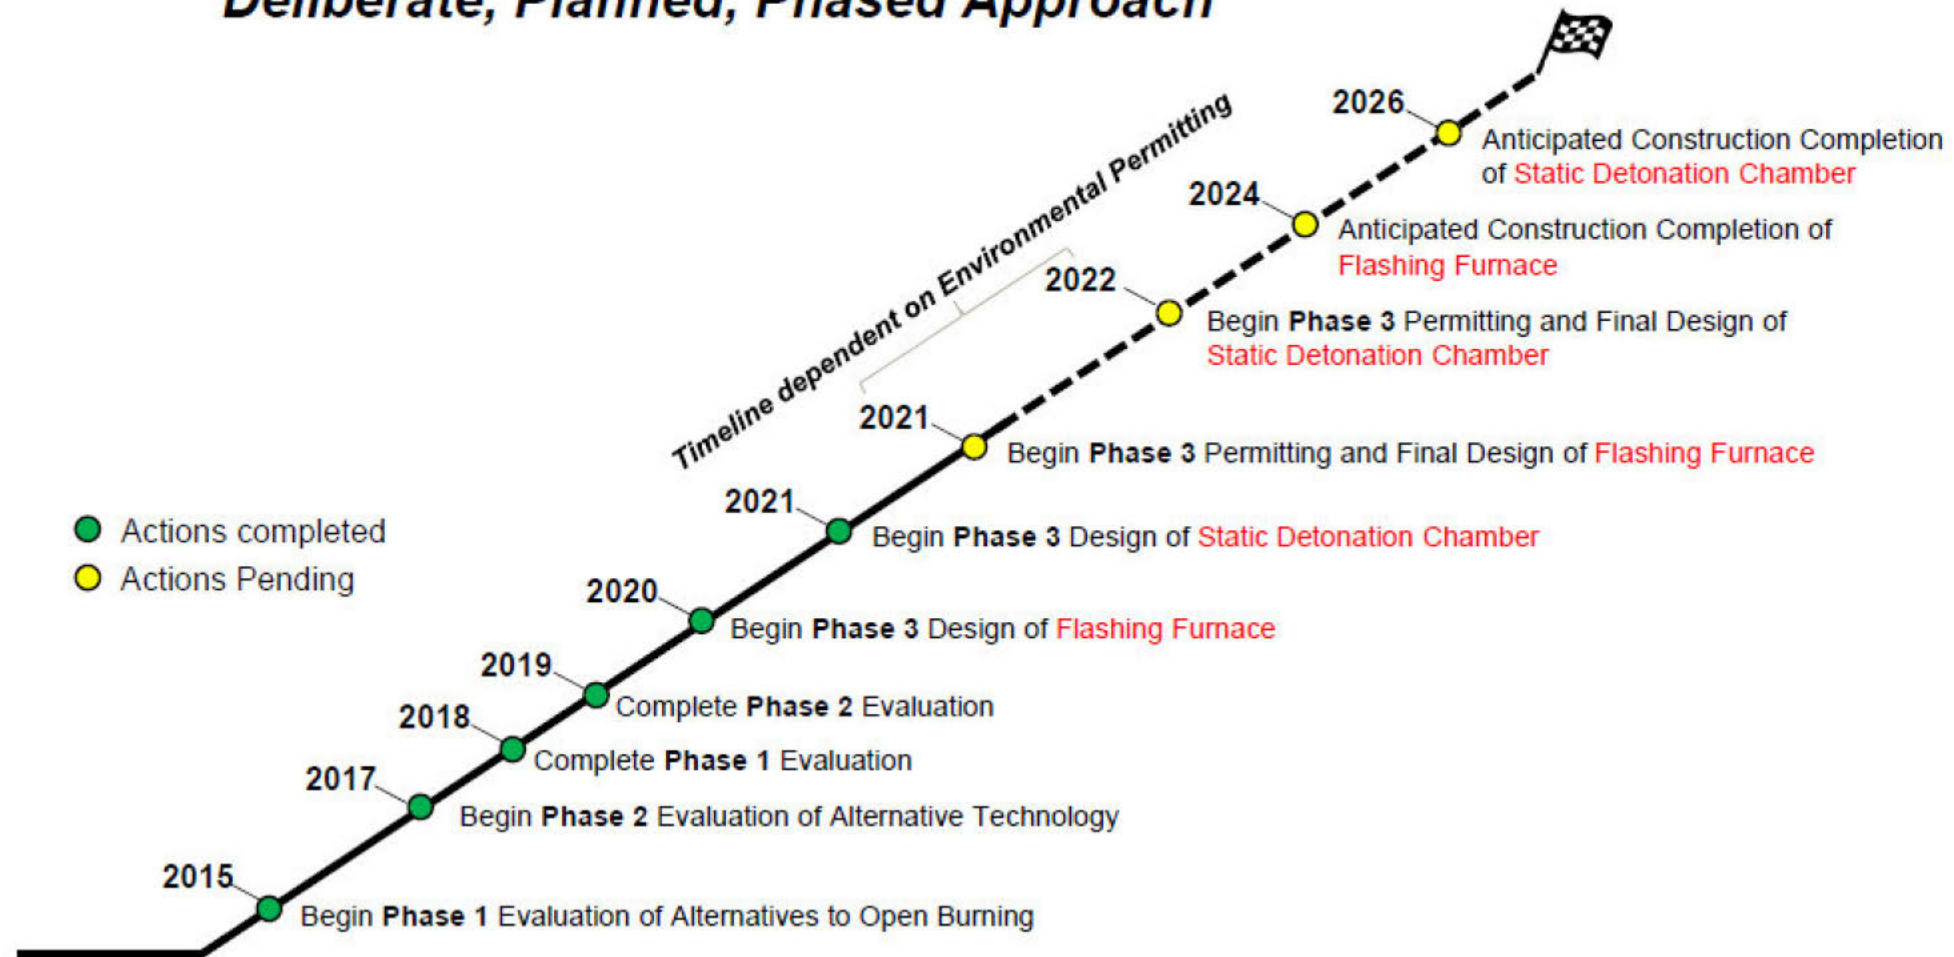 Deliberate, Planned, Phased Approach
2026
Anticipated Construction Completion
of Static Detonation Chamber
2024
Anticipated Construction Completion of
Flashing Furnace
Timeline dependent on Environmental Permitting
2022
Begin Phase 3 Permitting and Final Design of
Static Detonation Chamber
2021
Begin Phase 3 Permitting and Final Design of Flashing Furnace
2021
Begin Phase 3 Design of Static Detonation Chamber
Actions completed
Actions Pending
2020
Begin Phase 3 Design of Flashing Furnace
2019
Complete Phase 2 Evaluation
2018
Complete Phase 1 Evaluation
2017
Begin Phase 2 Evaluation of Alternative Technology
2015
Begin Phase 1 Evaluation of Alternatives to Open Burning